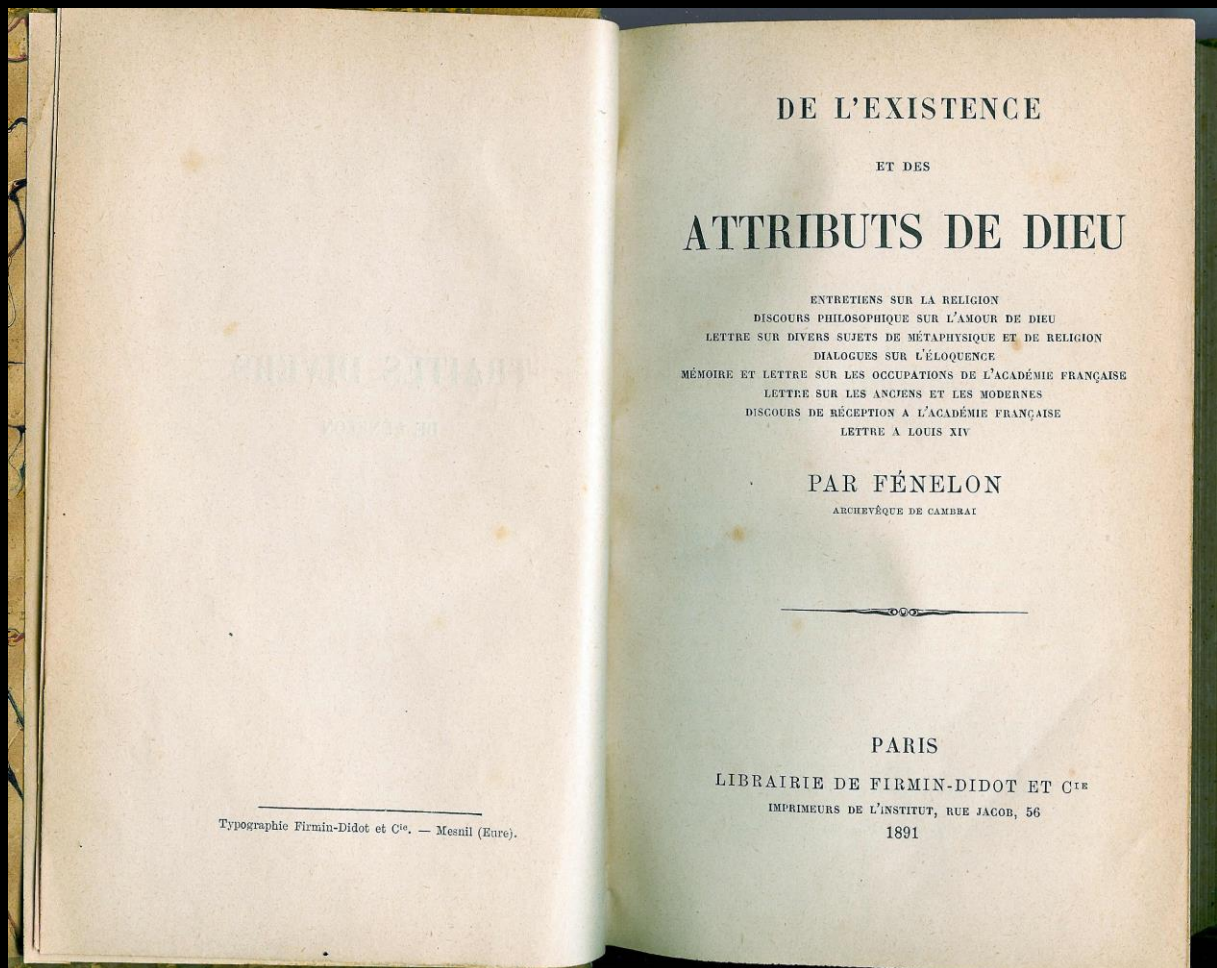 Typographie Firmin-Didot et Cie. — Mesnil (Eure).
DE L'EXISTENCE
ET DES
ATTRIBUTS DE DIEU
ENTRETIENS SUR LA RELIGION
DISCOURS PHILOSOPHIQUE SUR L'AMOUR DE DIEU
LETTRE SUR DIVERS SUJETS DE MÉTAPHYSIQUE ET DE RELIGION
DIALOGUES SUR L'ÉLOQUENCE
MÉMOIRE ET LETTRE SUR LES OCCUPATIONS DE L'ACADÉMIE FRANÇAISE
LETTRE SUR LES ANCIENS ET LES MODERNES
DISCOURS DE RÉCEPTION A L'ACADÉMIE FRANÇAISE
LETTRE A LOUIS XIV
PAR FÉNELON
ARCHEVÊQUE DE CAMBRAI
PARIS
LIBRAIRIE DE FIRMIN-DIDOT ET CIE
IMPRIMEURS DE L'INSTITUT, RUE JACOB, 56
1891